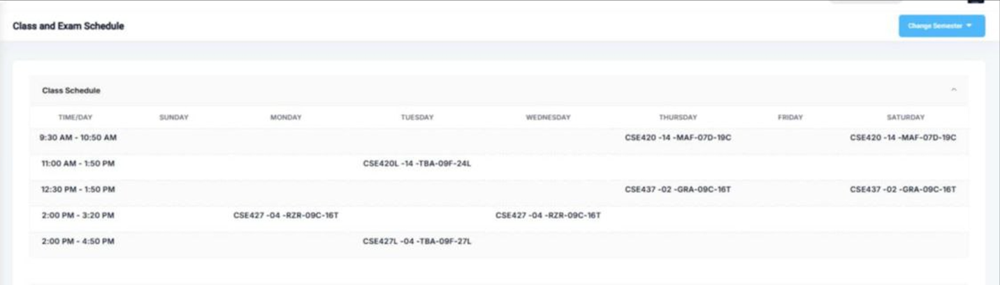 Class and Exam Schedule
Change Semester
Class Schedule
TIME/DAY SUNDAY MONDAY TUESDAY WEDNESDAY THURSDAY FRIDAY SATURDAY
9:30 AM - 10:50 AM CSE420 -14 -MAF-07D-19C CSE420 -14 -MAF-07D-19C
11:00 AM - 1:50 PM CSE420L -14 -TBA-09F-24L
12:30 PM - 1:50 PM CSE437 -02 -GRA-09C-16T CSE437 -02 -GRA-09C-16T
2:00 PM - 3:20 PM CSE427 -04 -RZR-09C-16T CSE427 -04 -RZR-09C-16T
2:00 PM - 4:50 PM CSE427L -04 -TBA-09F-27L